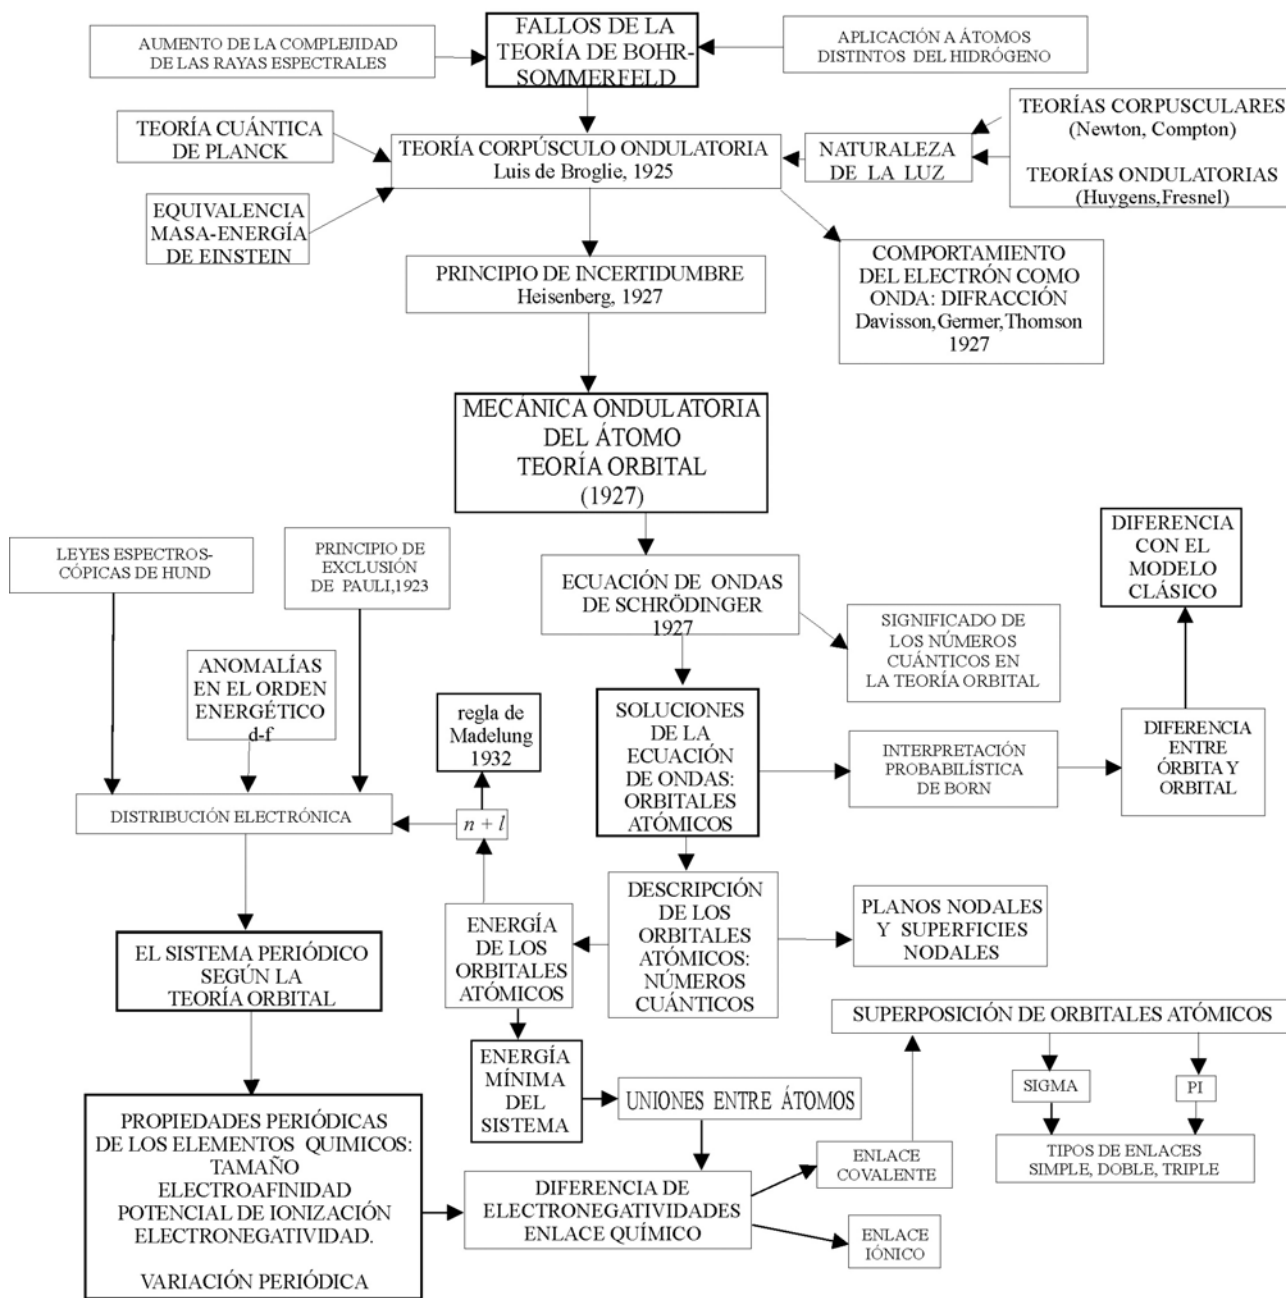 FALLOS DE LA
TEORÍA DE BOHR-
SOMMERFELD
AUMENTO DE LA COMPLEJIDAD
DE LAS RAYAS ESPECTRALES
APLICACIÓN A ÁTOMOS
DISTINTOS DEL HIDRÓGENO
TEORÍA CUÁNTICA
DE PLANCK
TEORÍA CORPÚSCULO ONDULATORIA
Luis de Broglie, 1925
NATURALEZA
DE LA LUZ
TEORÍAS CORPUSCULARES
(Newton, Compton)
TEORÍAS ONDULATORIAS
(Huygens,Fresnel)
EQUIVALENCIA
MASA-ENERGÍA
DE EINSTEIN
PRINCIPIO DE INCERTIDUMBRE
Heisenberg, 1927
COMPORTAMIENTO
DEL ELECTRÓN COMO
ONDA: DIFRACCIÓN
Davisson,Germer,Thomson
1927
MECÁNICA ONDULATORIA
DEL ÁTOMO
TEORÍA ORBITAL
(1927)
LEYES ESPECTROS-
CÓPICAS DE HUND
PRINCIPIO DE
EXCLUSIÓN
DE PAULI,1923
ECUACIÓN DE ONDAS
DE SCHRÖDINGER
1927
DIFERENCIA
CON EL
MODELO
CLÁSICO
SIGNIFICADO DE
LOS NÚMEROS
CUÁNTICOS EN
LA TEORÍA ORBITAL
ANOMALÍAS
EN EL ORDEN
ENERGÉTICO
d-f
regla de
Madelung
1932
SOLUCIONES
DE LA
ECUACIÓN
DE ONDAS:
ORBITALES
ATÓMICOS
INTERPRETACIÓN
PROBABILÍSTICA
DE BORN
DIFERENCIA
ENTRE
ÓRBITA Y
ORBITAL
DISTRIBUCIÓN ELECTRÓNICA
n + l
DESCRIPCIÓN
DE LOS
ORBITALES
ATÓMICOS:
NÚMEROS
CUÁNTICOS
PLANOS NODALES
Y SUPERFICIES
NODALES
ENERGÍA
DE LOS
ORBITALES
ATÓMICOS
EL SISTEMA PERIÓDICO
SEGÚN LA
TEORÍA ORBITAL
SUPERPOSICIÓN DE ORBITALES ATÓMICOS
ENERGÍA
MÍNIMA
DEL
SISTEMA
UNIONES ENTRE ÁTOMOS
SIGMA
PI
TIPOS DE ENLACES
SIMPLE, DOBLE, TRIPLE
PROPIEDADES PERIÓDICAS
DE LOS ELEMENTOS QUIMICOS:
TAMAÑO
ELECTROAFINIDAD
POTENCIAL DE IONIZACIÓN
ELECTRONEGATIVIDAD.
VARIACIÓN PERIÓDICA
DIFERENCIA DE
ELECTRONEGATIVIDADES
ENLACE QUÍMICO
ENLACE
COVALENTE
ENLACE
IÓNICO